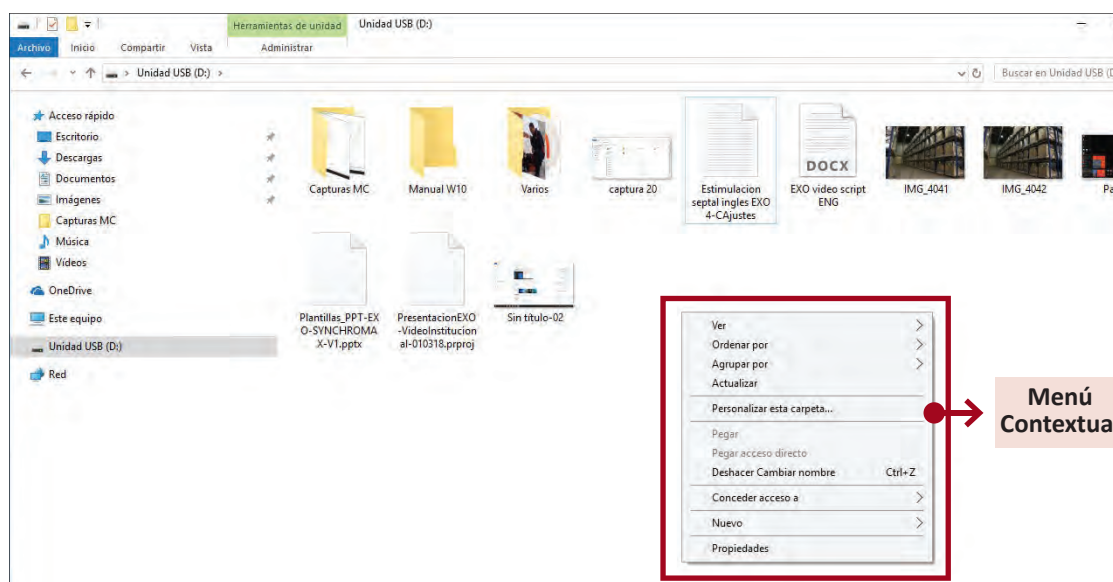 Herramientas de unidad Unidad USB (D:)
Archivo Inicio Compartir Vista Administrar
Unidad USB (D:)
Buscar en Unidad USB (D
Acceso rápido
Escritorio
Descargas
Documentos
Imágenes
Capturas MC
Música
Vídeos
OneDrive
Este equipo
Unidad USB (D:)
Red
Capturas MC
Manual W10
Varios
captura 20
Estimulacion
septal ingles EXO
4-CAjustes
DOCX
EXO video script
ENG
IMG_4041
IMG_4042
Pa
Plantillas_PPT-EX
O-SYNCHROMA
X-V1.pptx
PresentacionEXO
-VideoInstitucion
al-010318.prproj
Sin título-02
Ver
Ordenar por
Agrupar por
Actualizar
Personalizar esta carpeta...
Pegar
Pegar acceso directo
Deshacer Cambiar nombre Ctrl+Z
Conceder acceso a
Nuevo
Propiedades
Menú
Contextua